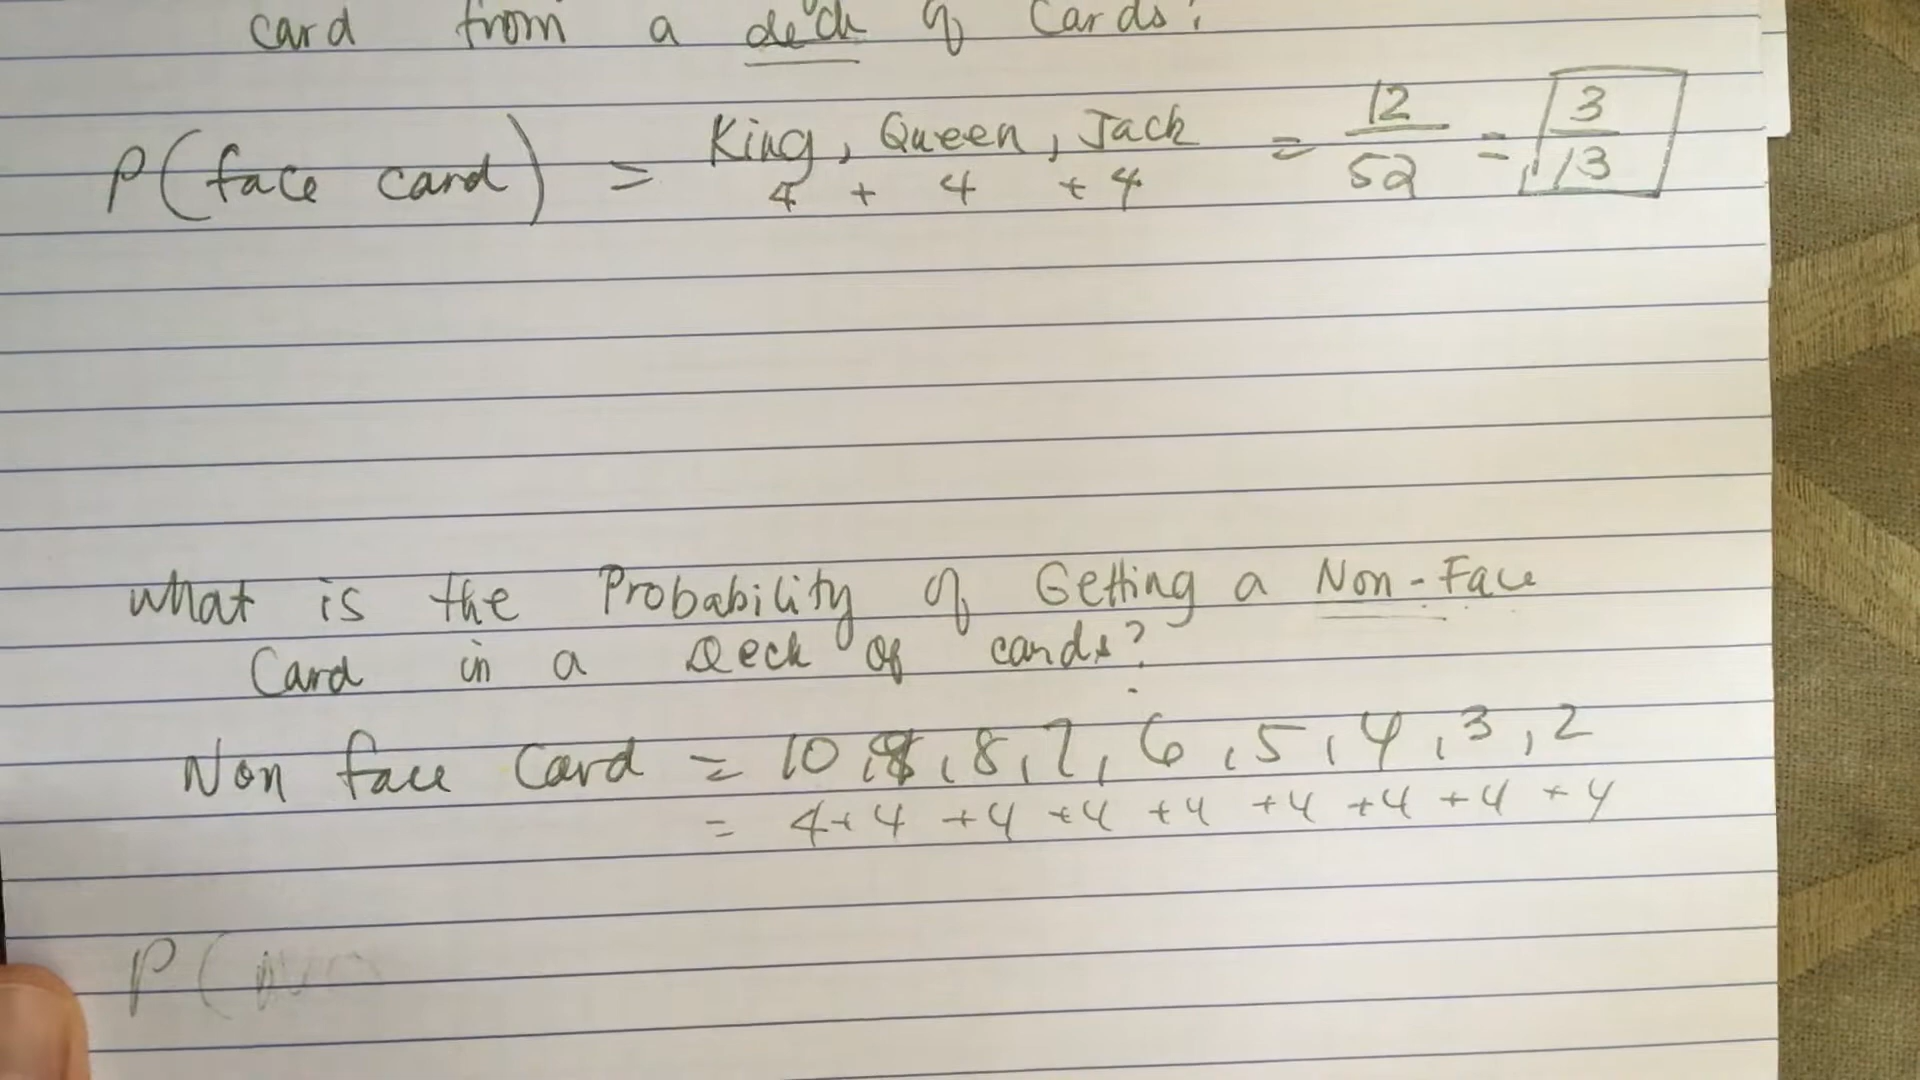 card from a deck of Cards?
P(face card) = King, Queen, Jack = 12/52 = 3/13
4 + 4 + 4
What is the Probability of Getting a Non-Face
Card in a Deck of cards?
Non face Card = 10, 9, 8, 7, 6, 5, 4, 3, 2
= 4+4 +4 +4 +4 +4 +4 +4 +4
P(